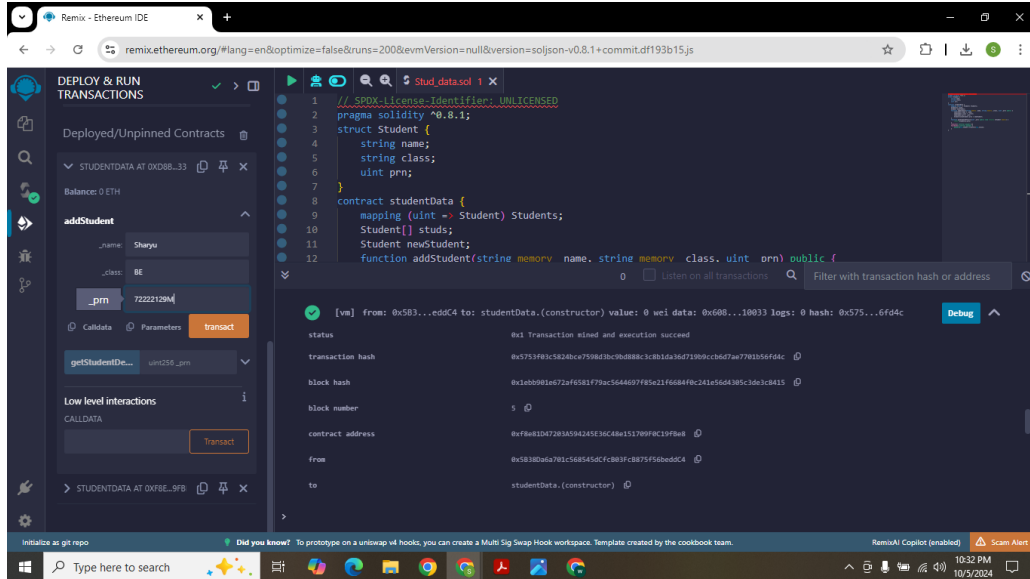 Remix - Ethereum IDE
remix.ethereum.org/#lang=en&optimize=false&runs=200&evmVersion=null&version=soljson-v0.8.1+commit.df193b15.js
S
DEPLOY & RUN
TRANSACTIONS
Deployed/Unpinned Contracts
STUDENTDATA AT 0XD8B...33
Balance: 0 ETH
addStudent
_name: Sharyu
_class: BE
_prn 72222129M
Calldata Parameters transact
getStudentDe... uint256 _prn
Low level interactions i
CALLDATA
Transact
STUDENTDATA AT 0XF8E...9FB
Stud_data.sol 1
1 // SPDX-License-Identifier: UNLICENSED
2 pragma solidity ^0.8.1;
3 struct Student {
4 string name;
5 string class;
6 uint prn;
7 }
8 contract studentData {
9 mapping (uint => Student) Students;
10 Student[] studs;
11 Student newStudent;
12 function addStudent(string memory _name, string memory _class, uint _prn) public {
0 Listen on all transactions Filter with transaction hash or address
[vm] from: 0x5B3...eddC4 to: studentData.(constructor) value: 0 wei data: 0x608...10033 logs: 0 hash: 0x575...6fd4c Debug
status 0x1 Transaction mined and execution succeed
transaction hash 0x5753f03c5824bce7598d3bc9bd888c3c8b1da36d719b9ccb6d7ae7701b56fd4c
block hash 0x1ebb901e672af6581f79ac5644697f85e21f6684f0c241e56d4305c3de3c8415
block number 5
contract address 0xf8e81D47203A594245E36C48e151709F0C19fBe8
from 0x5B38Da6a701c568545dCfcB03FcB875f56beddC4
to studentData.(constructor)
>
Initialize as git repo Did you know? To prototype on a uniswap v4 hooks, you can create a Multi Sig Swap Hook workspace. Template created by the cookbook team. RemixAI Copilot (enabled) Scam Alert
Type here to search
10:32 PM
10/5/2024